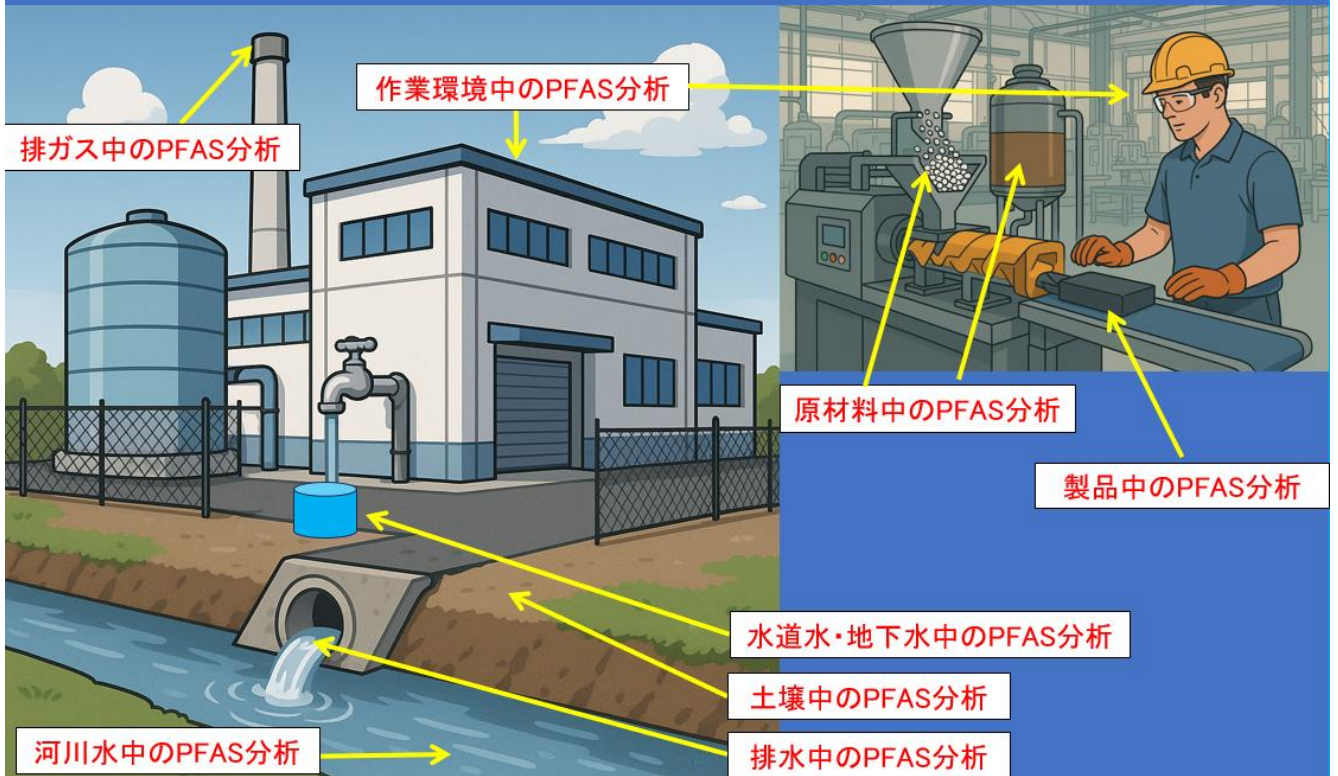 作業環境中のPFAS分析
排ガス中のPFAS分析
原材料中のPFAS分析
製品中のPFAS分析
水道水・地下水中のPFAS分析
土壌中のPFAS分析
河川水中のPFAS分析
排水中のPFAS分析